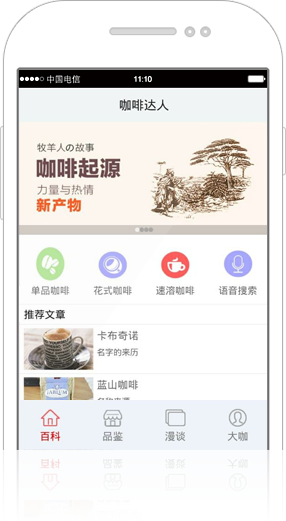 中国电信 11:10
咖啡达人
牧羊人の故事
咖啡起源
力量与热情
新产物
单品咖啡 花式咖啡 速溶咖啡 语音搜索
推荐文章
卡布奇诺
名字的来历
蓝山咖啡
百科 品鉴 漫谈 大咖